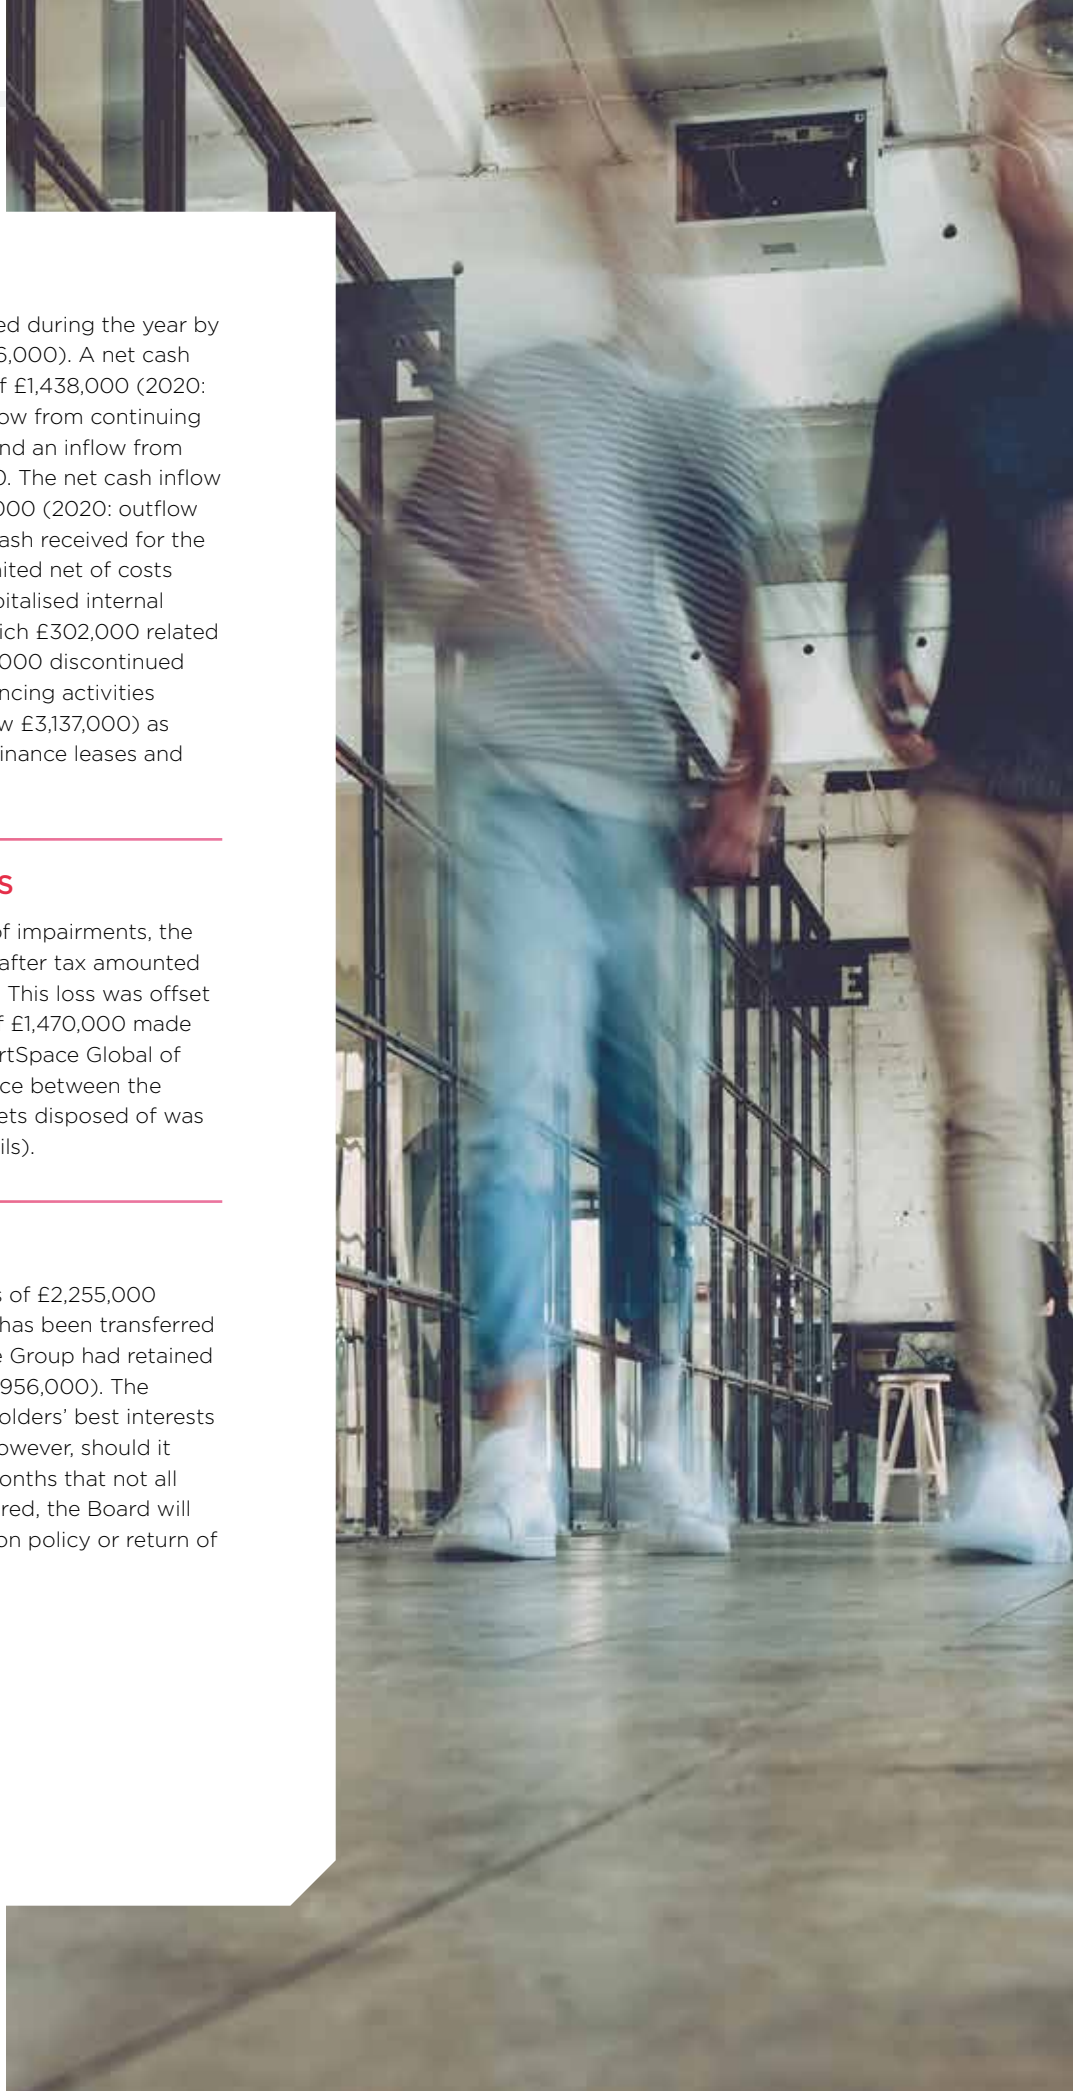 ed during the year by
6,000). A net cash
f £1,438,000 (2020:
ow from continuing
nd an inflow from
0. The net cash inflow
000 (2020: outflow
ash received for the
ited net of costs
pitalised internal
ich £302,000 related
000 discontinued
ncing activities
w £3,137,000) as
inance leases and
S
of impairments, the
after tax amounted
This loss was offset
f £1,470,000 made
rtSpace Global of
ce between the
ets disposed of was
ils).
s of £2,255,000
has been transferred
e Group had retained
956,000). The
olders' best interests
owever, should it
onths that not all
red, the Board will
on policy or return of
E
E